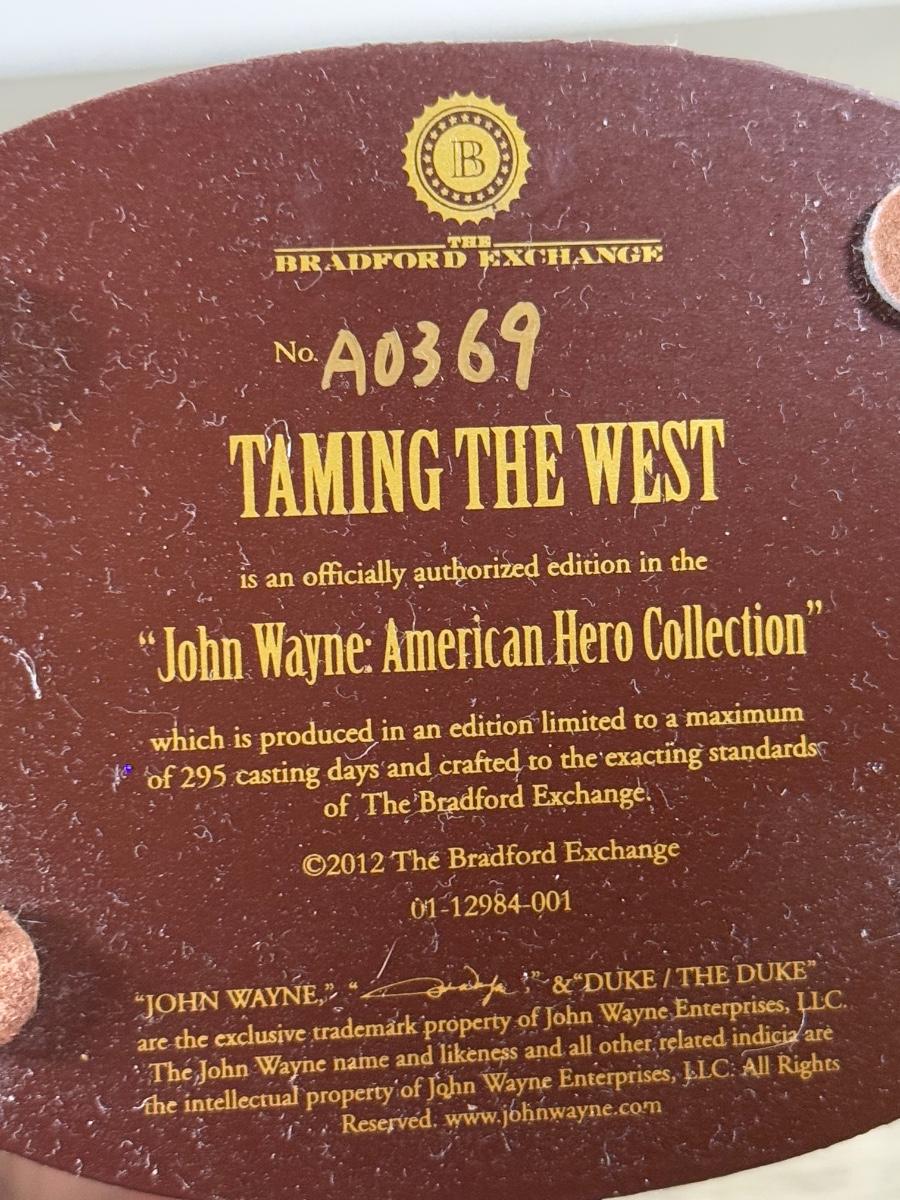 B
THE
BRADFORD EXCHANGE
No. A0369
TAMING THE WEST
is an officially authorized edition in the
“John Wayne: American Hero Collection”
which is produced in an edition limited to a maximum
of 295 casting days and crafted to the exacting standards
of The Bradford Exchange.
©2012 The Bradford Exchange
01-12984-001
“JOHN WAYNE,” “ ,” & “DUKE / THE DUKE”
are the exclusive trademark property of John Wayne Enterprises, LLC.
The John Wayne name and likeness and all other related indicia are
the intellectual property of John Wayne Enterprises, LLC. All Rights
Reserved. www.johnwayne.com